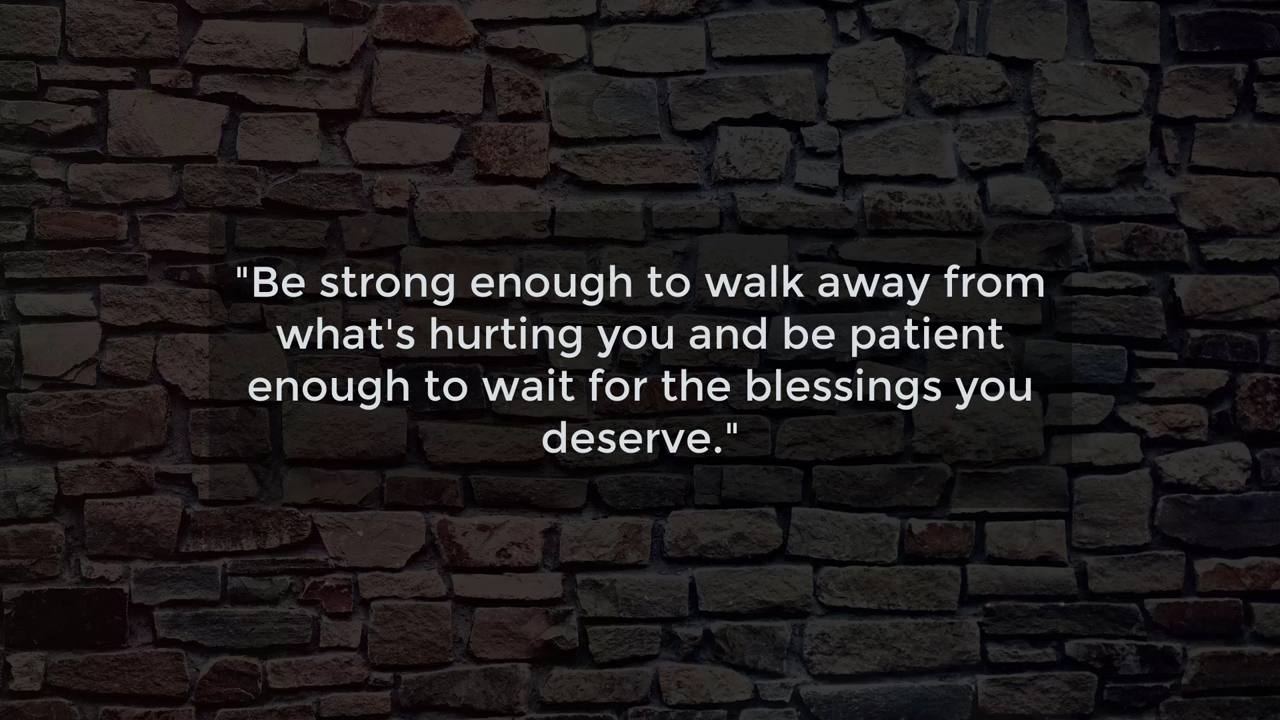 "Be strong enough to walk away from
what's hurting you and be patient
enough to wait for the blessings you
deserve."